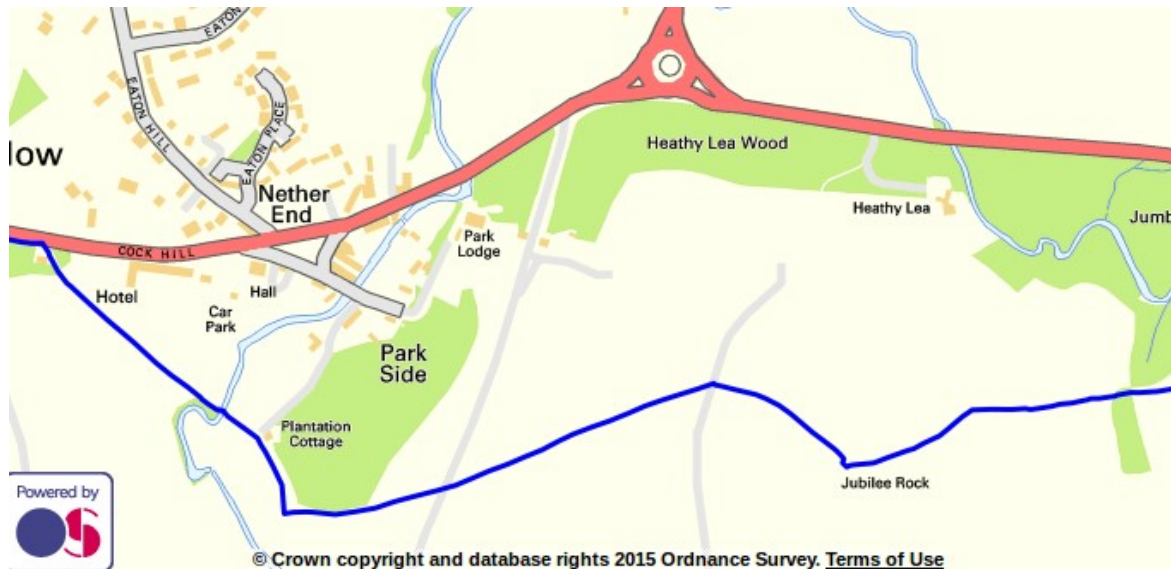 EATON
EATON HILL
EATON PLACE
low
Nether
End
COCK HILL
Hotel
Hall
Car
Park
Park
Lodge
Park
Side
Plantation
Cottage
Heathy Lea Wood
Heathy Lea
Jumb
Jubilee Rock
Powered by
OS
© Crown copyright and database rights 2015 Ordnance Survey. Terms of Use